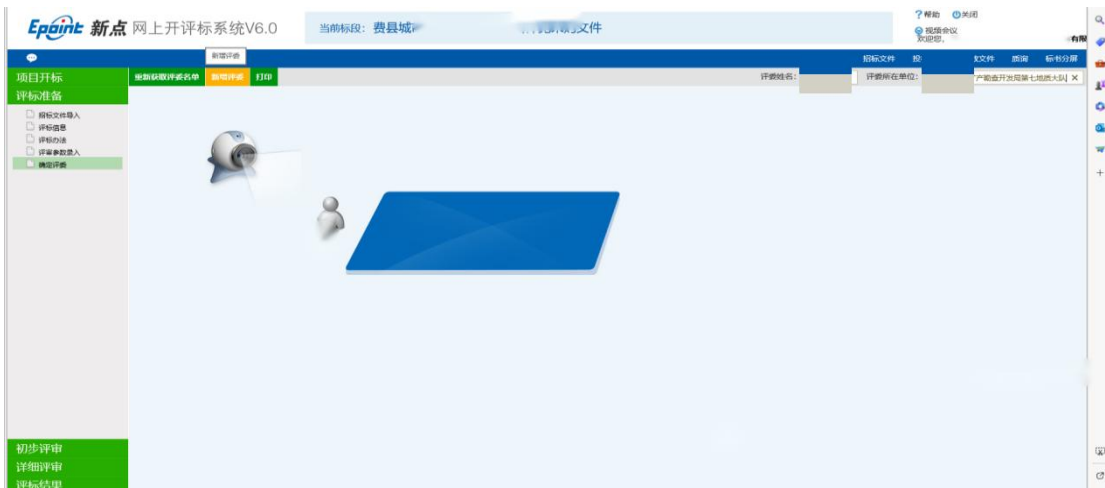 Epoint 新点 网上开评标系统V6.0
当前标段：费县城
文件
?帮助 关闭
视频会议
欢迎您，
有限
新增评委
招标文件 投 文件 质询 标书分屏
项目开标
重新获取评委名单 新增评委 打印
评委姓名： 评委所在单位： 产勘查开发局第七地质大队 ×
评标准备
招标文件导入
评标信息
评标办法
评审参数录入
确定评委
初步评审
详细评审
评标结果